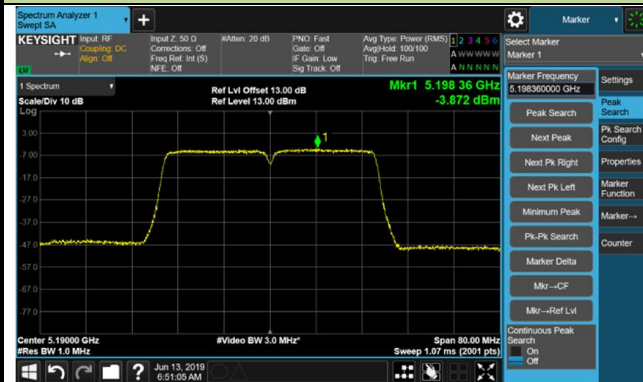 Spectrum Analyzer 1
Swept SA
+
Marker
KEYSIGHT
Input: RF
Coupling: DC
Align: Off
Input Z: 50 Ω
Corrections: Off
Freq Ref: Int (S)
NFE: Off
#Atten: 20 dB
PNO: Fast
Gate: Off
IF Gain: Low
Sig Track: Off
Avg Type: Power (RMS)
Avg|Hold: 100/100
Trig: Free Run
1 2 3 4 5 6
A W W W W W
A N N N N N
Select Marker
Marker 1
1 Spectrum
Scale/Div 10 dB
Ref Lvl Offset 13.00 dB
Ref Level 13.00 dBm
Mkr1 5.198 36 GHz
-3.872 dBm
Log
3.00
-7.00
-17.0
-27.0
-37.0
-47.0
-57.0
-67.0
-77.0
1
Center 5.19000 GHz
#Res BW 1.0 MHz
#Video BW 3.0 MHz*
Span 80.00 MHz
Sweep 1.07 ms (2001 pts)
Marker Frequency
5.198360000 GHz
Peak Search
Next Peak
Next Pk Right
Next Pk Left
Minimum Peak
Pk-Pk Search
Marker Delta
Mkr→CF
Mkr→Ref Lvl
Continuous Peak
Search
On
Off
Settings
Peak
Search
Pk Search
Config
Properties
Marker
Function
Marker→
Counter
?
Jun 13, 2019
6:51:05 AM